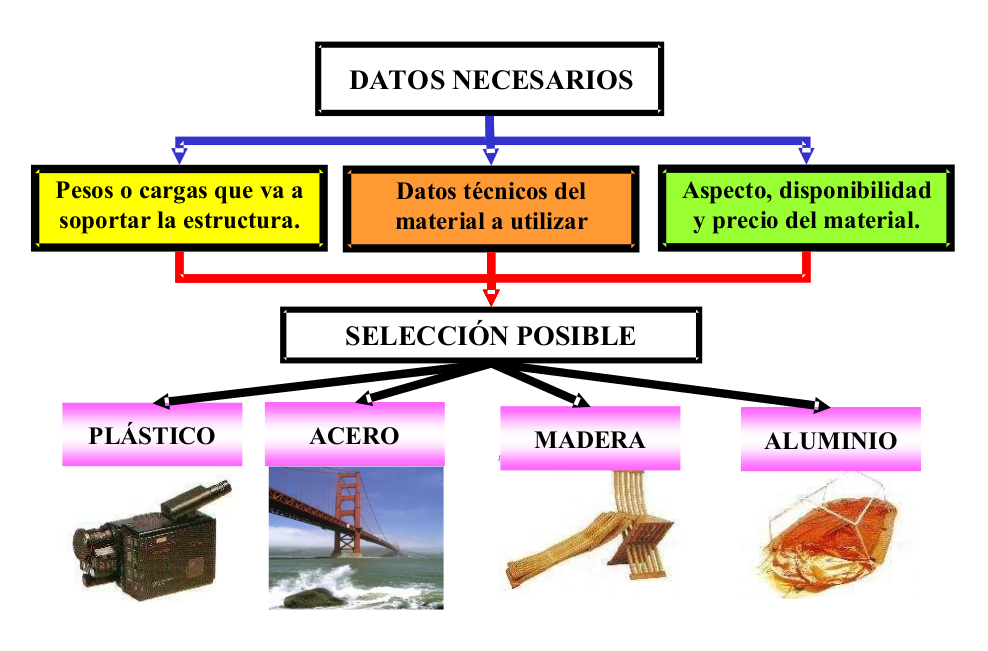 DATOS NECESARIOS
Pesos o cargas que va a
soportar la estructura.
Datos técnicos del
material a utilizar
Aspecto, disponibilidad
y precio del material.
SELECCIÓN POSIBLE
PLÁSTICO
ACERO
MADERA
ALUMINIO